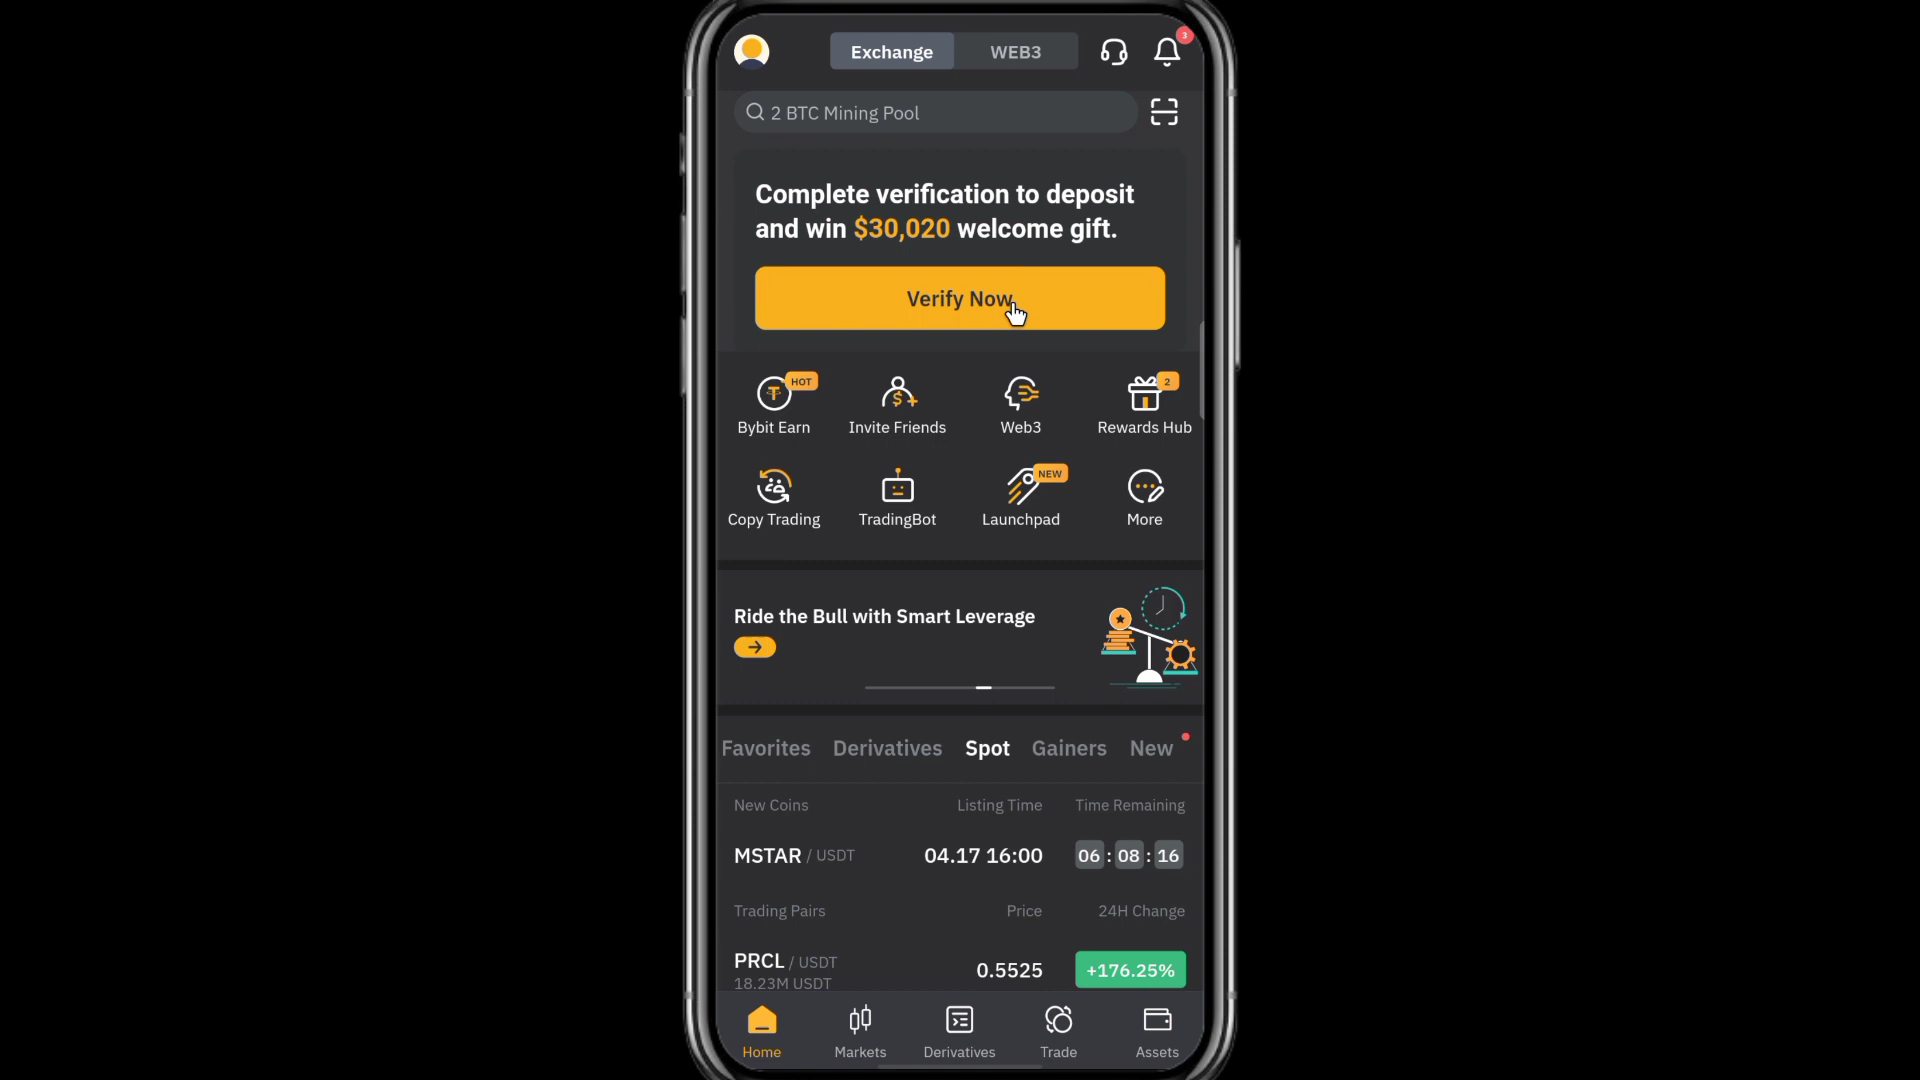 Exchange WEB3 3
2 BTC Mining Pool
Complete verification to deposit
and win $30,020 welcome gift.
Verify Now
HOT 2
Bybit Earn Invite Friends Web3 Rewards Hub
NEW
Copy Trading TradingBot Launchpad More
Ride the Bull with Smart Leverage
Favorites Derivatives Spot Gainers New
New Coins Listing Time Time Remaining
MSTAR / USDT 04.17 16:00 06 : 08 : 16
Trading Pairs Price 24H Change
PRCL / USDT 0.5525 +176.25%
18.23M USDT
Home Markets Derivatives Trade Assets